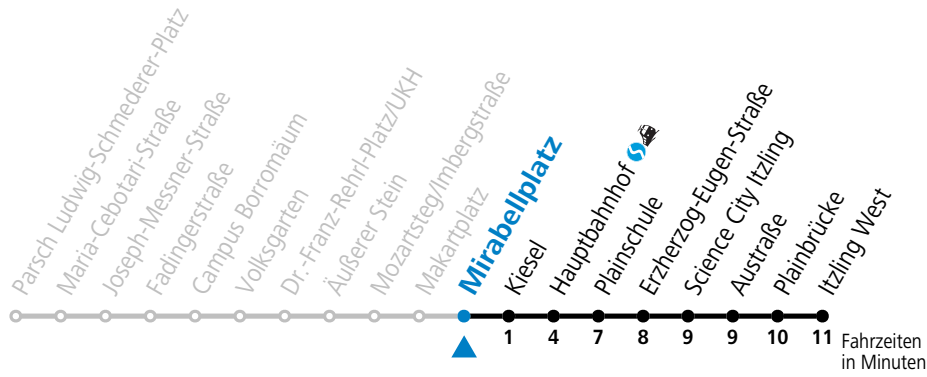 Parsch Ludwig-Schmederer-Platz
Maria-Cebotari-Straße
Joseph-Messner-Straße
Fadingerstraße
Campus Borromäum
Volksgarten
Dr.-Franz-Rehrl-Platz/UKH
Äußerer Stein
Mozartsteg/Imbergstraße
Makartplatz
Mirabellplatz
Kiesel
Hauptbahnhof
Plainschule
Erzherzog-Eugen-Straße
Science City Itzling
Austraße
Plainbrücke
Itzling West
1 4 7 8 9 9 10 11
Fahrzeiten
in Minuten